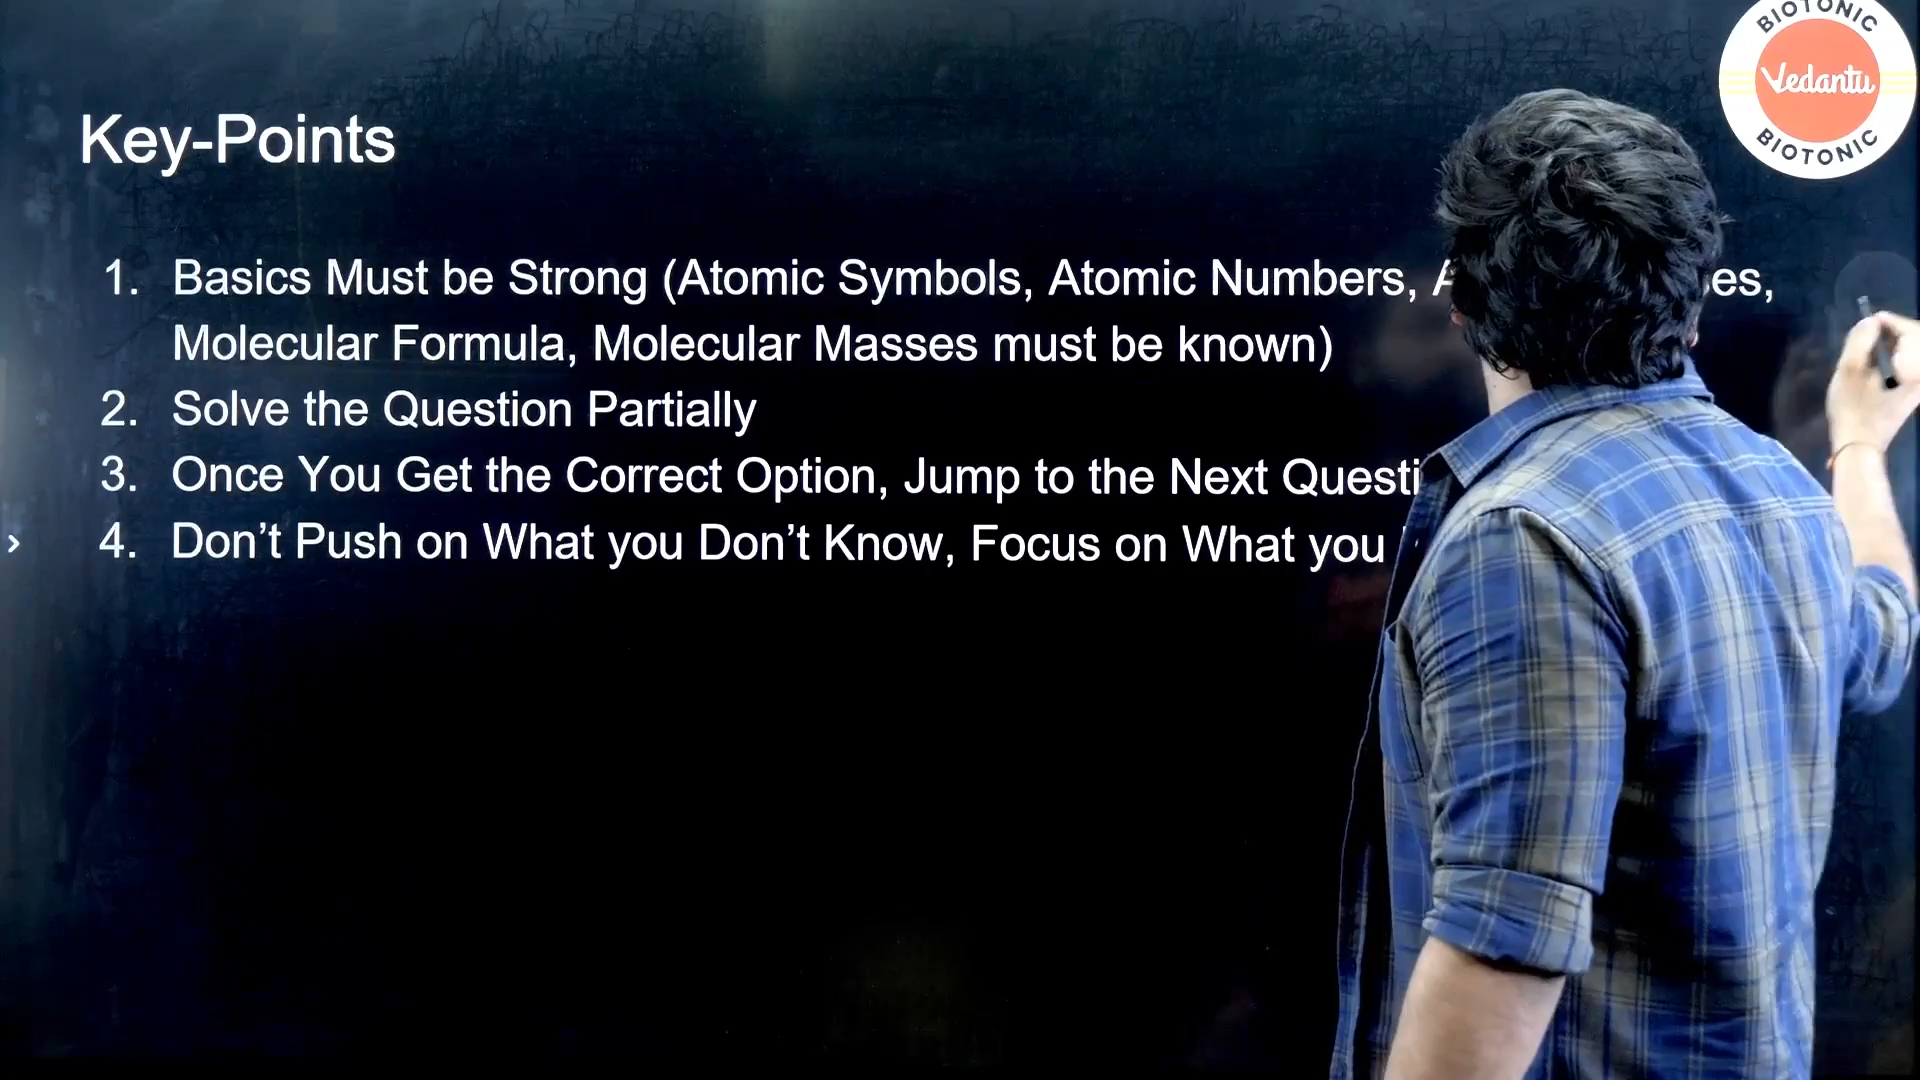 BIOTONIC
Vedantu
BIOTONIC
Key-Points
1. Basics Must be Strong (Atomic Symbols, Atomic Numbers,
Molecular Formula, Molecular Masses must be known)
2. Solve the Question Partially
3. Once You Get the Correct Option, Jump to the Next
4. Don’t Push on What you Don’t Know, Focus on What you